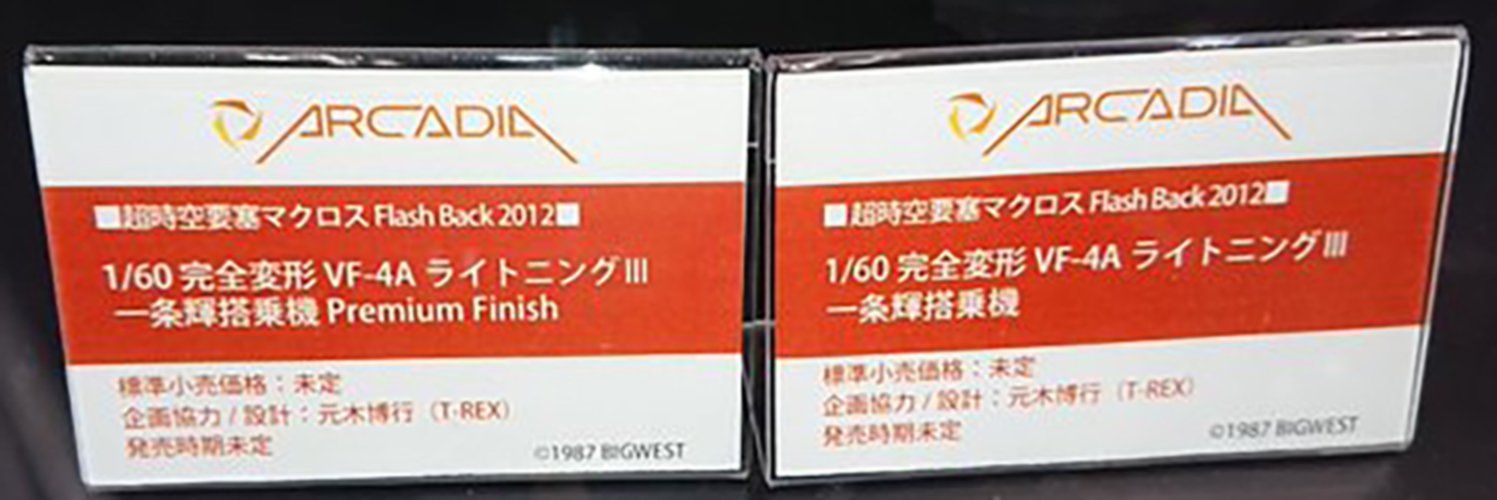 ARCADIA
■超時空要塞マクロス Flash Back 2012■
1/60 完全変形 VF-4A ライトニングⅢ
一条輝搭乗機 Premium Finish
標準小売価格：未定
企画協力 / 設計：元木博行（T-REX）
発売時期未定
©1987 BIGWEST
ARCADIA
■超時空要塞マクロス Flash Back 2012■
1/60 完全変形 VF-4A ライトニングⅢ
一条輝搭乗機
標準小売価格：未定
企画協力 / 設計：元木博行（T-REX）
発売時期未定
©1987 BIGWEST